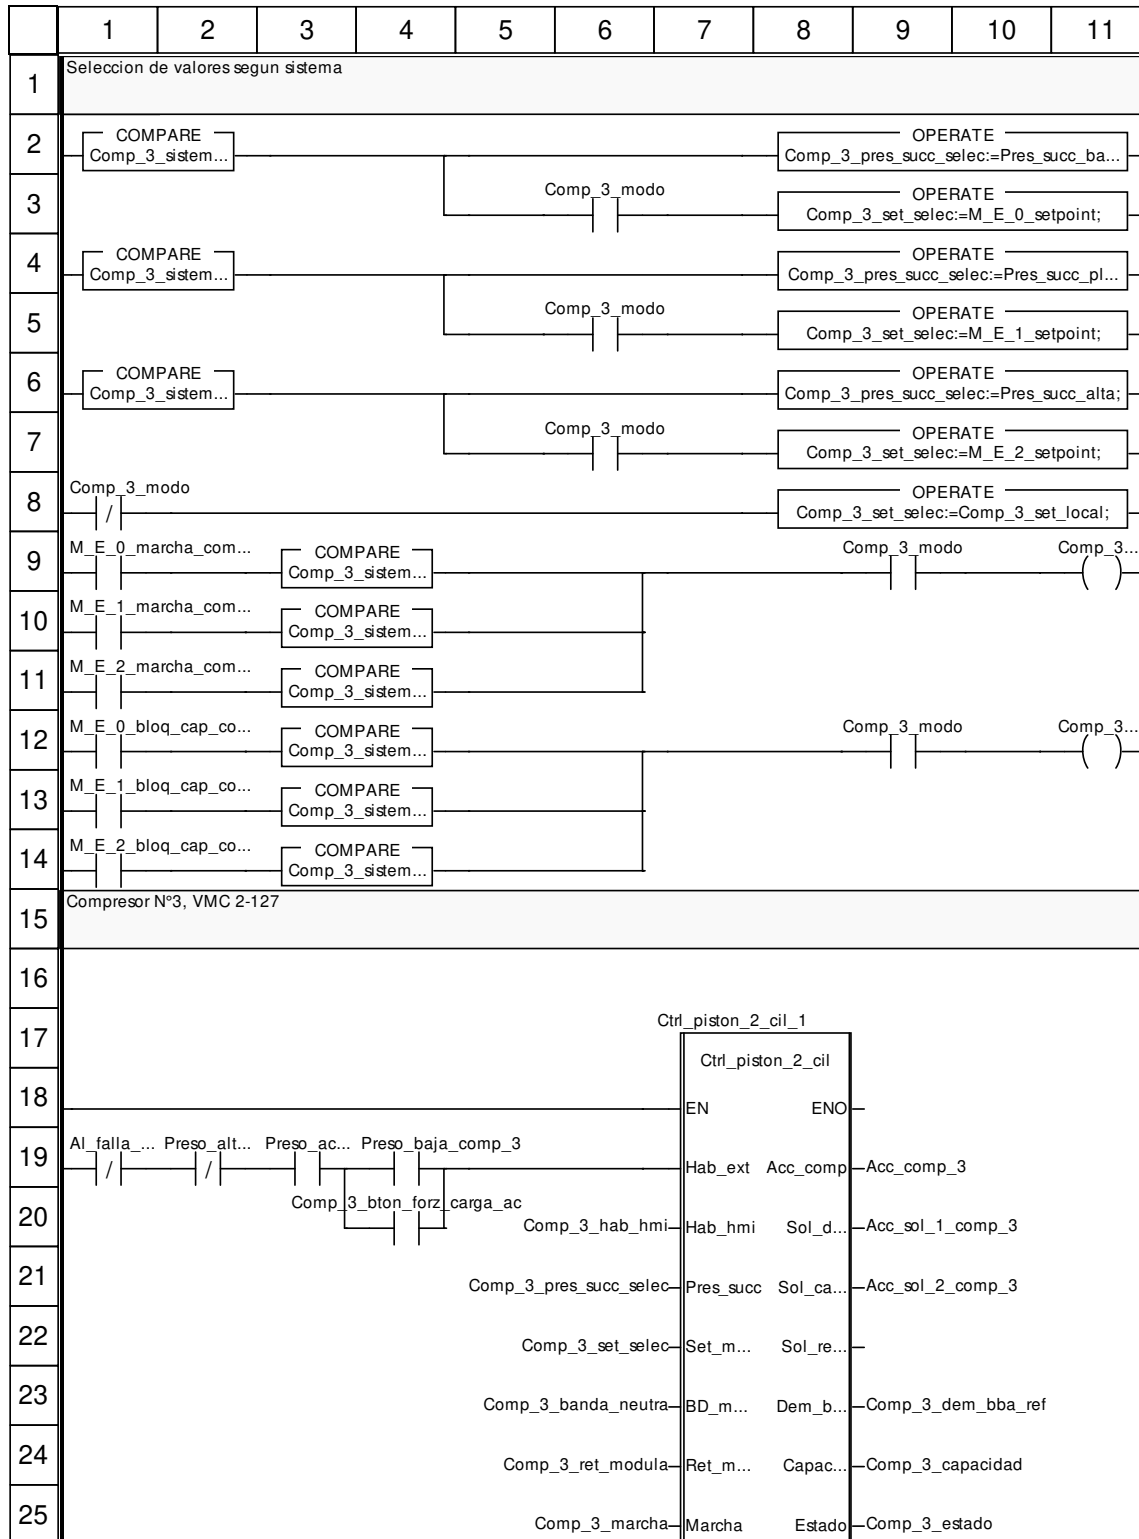 1 2 3 4 5 6 7 8 9 10 11
1 Seleccion de valores segun sistema
2 COMPARE OPERATE
Comp_3_sistem... Comp_3_pres_succ_selec:=Pres_succ_ba...
3 Comp_3_modo OPERATE
Comp_3_set_selec:=M_E_0_setpoint;
4 COMPARE OPERATE
Comp_3_sistem... Comp_3_pres_succ_selec:=Pres_succ_pl...
5 Comp_3_modo OPERATE
Comp_3_set_selec:=M_E_1_setpoint;
6 COMPARE OPERATE
Comp_3_sistem... Comp_3_pres_succ_selec:=Pres_succ_alta;
7 Comp_3_modo OPERATE
Comp_3_set_selec:=M_E_2_setpoint;
8 Comp_3_modo OPERATE
/ Comp_3_set_selec:=Comp_3_set_local;
9 M_E_0_marcha_com... COMPARE Comp_3_modo Comp_3...
Comp_3_sistem...
10 M_E_1_marcha_com... COMPARE
Comp_3_sistem...
11 M_E_2_marcha_com... COMPARE
Comp_3_sistem...
12 M_E_0_bloq_cap_co... COMPARE Comp_3_modo Comp_3...
Comp_3_sistem...
13 M_E_1_bloq_cap_co... COMPARE
Comp_3_sistem...
14 M_E_2_bloq_cap_co... COMPARE
Comp_3_sistem...
15 Compresor N°3, VMC 2-127
16
17 Ctrl_piston_2_cil_1
Ctrl_piston_2_cil
18 EN ENO
19 Al_falla_... Preso_alt... Preso_ac... Preso_baja_comp_3
/ / Hab_ext Acc_comp Acc_comp_3
20 Comp_3_bton_forz_carga_ac
Comp_3_hab_hmi Hab_hmi Sol_d... Acc_sol_1_comp_3
21 Comp_3_pres_succ_selec Pres_succ Sol_ca... Acc_sol_2_comp_3
22 Comp_3_set_selec Set_m... Sol_re...
23 Comp_3_banda_neutra BD_m... Dem_b... Comp_3_dem_bba_ref
24 Comp_3_ret_modula Ret_m... Capac... Comp_3_capacidad
25 Comp_3_marcha Marcha Estado Comp_3_estado